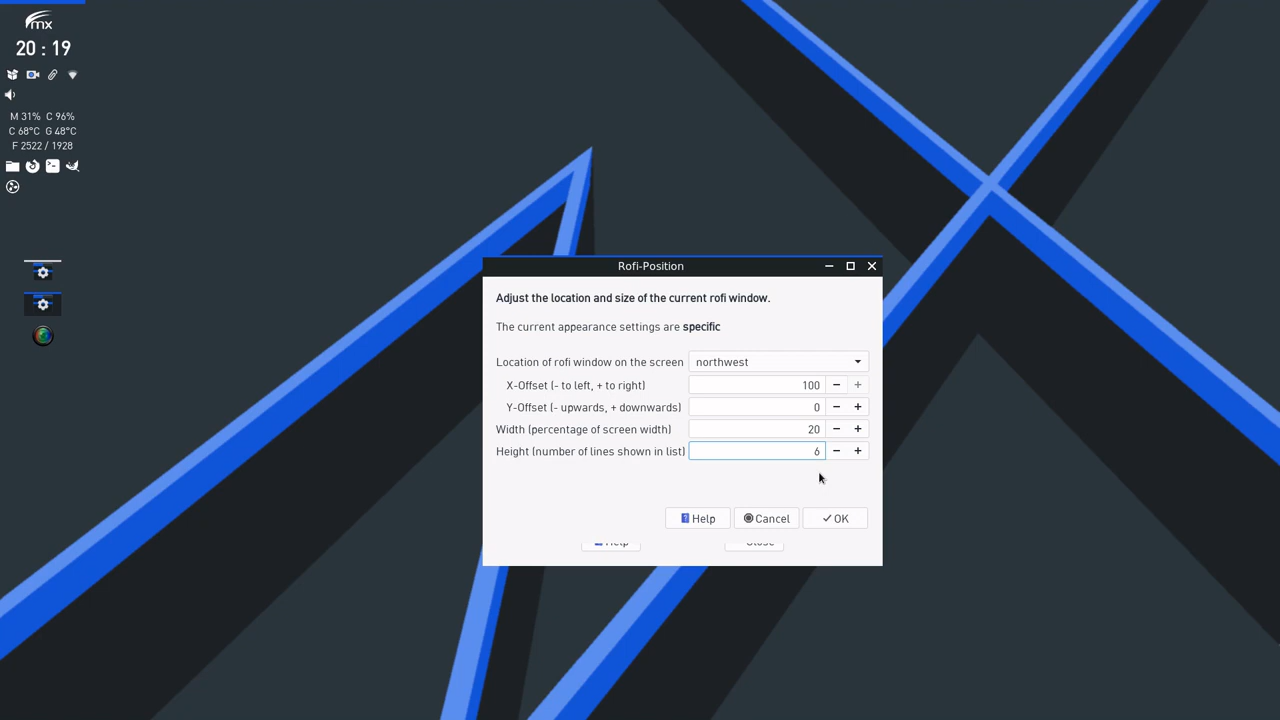 mx
20 : 19
M 31% C 96%
C 68°C G 48°C
F 2522 / 1928
Rofi-Position
Adjust the location and size of the current rofi window.
The current appearance settings are specific
Location of rofi window on the screen northwest
X-Offset (- to left, + to right) 100 − +
Y-Offset (- upwards, + downwards) 0 − +
Width (percentage of screen width) 20 − +
Height (number of lines shown in list) 6 − +
Help Cancel OK
Help Close